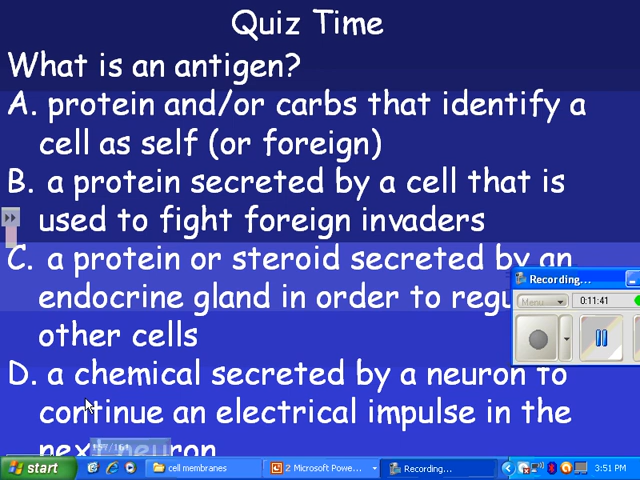 Quiz Time
What is an antigen?
A. protein and/or carbs that identify a
cell as self (or foreign)
B. a protein secreted by a cell that is
used to fight foreign invaders
C. a protein or steroid secreted by an
endocrine gland in order to regu
other cells
D. a chemical secreted by a neuron to
continue an electrical impulse in the
next neuron
Recording...
Menu
0:11:41
start
cell membranes
2 Microsoft Powe...
Recording...
3:51 PM